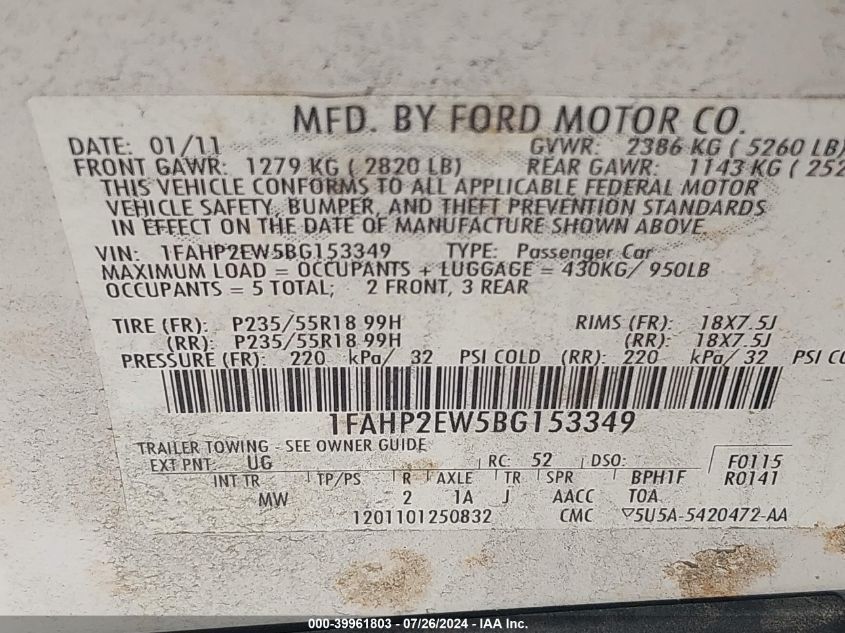 MFD. BY FORD MOTOR CO.
DATE: 01/11 GVWR: 2386 KG ( 5260 LB)
FRONT GAWR: 1279 KG ( 2820 LB) REAR GAWR: 1143 KG ( 252
THIS VEHICLE CONFORMS TO ALL APPLICABLE FEDERAL MOTOR
VEHICLE SAFETY, BUMPER, AND THEFT PREVENTION STANDARDS
IN EFFECT ON THE DATE OF MANUFACTURE SHOWN ABOVE
VIN: 1FAHP2EW5BG153349 TYPE: Passenger Car
MAXIMUM LOAD = OCCUPANTS + LUGGAGE = 430KG/ 950LB
OCCUPANTS = 5 TOTAL; 2 FRONT, 3 REAR
TIRE (FR): P235/55R18 99H RIMS (FR): 18X7.5J
(RR): P235/55R18 99H (RR): 18X7.5J
PRESSURE (FR): 220 kPa/ 32 PSI COLD (RR): 220 kPa/ 32 PSI CO
1FAHP2EW5BG153349
TRAILER TOWING - SEE OWNER GUIDE
EXT PNT: UG RC: 52 DSO: F0115
INT TR TP/PS R AXLE TR SPR BPH1F R0141
MW 2 1A J AACC TOA
1201101250832 CMC ▽5U5A-5420472-AA
000-39961803 - 07/26/2024 - IAA Inc.